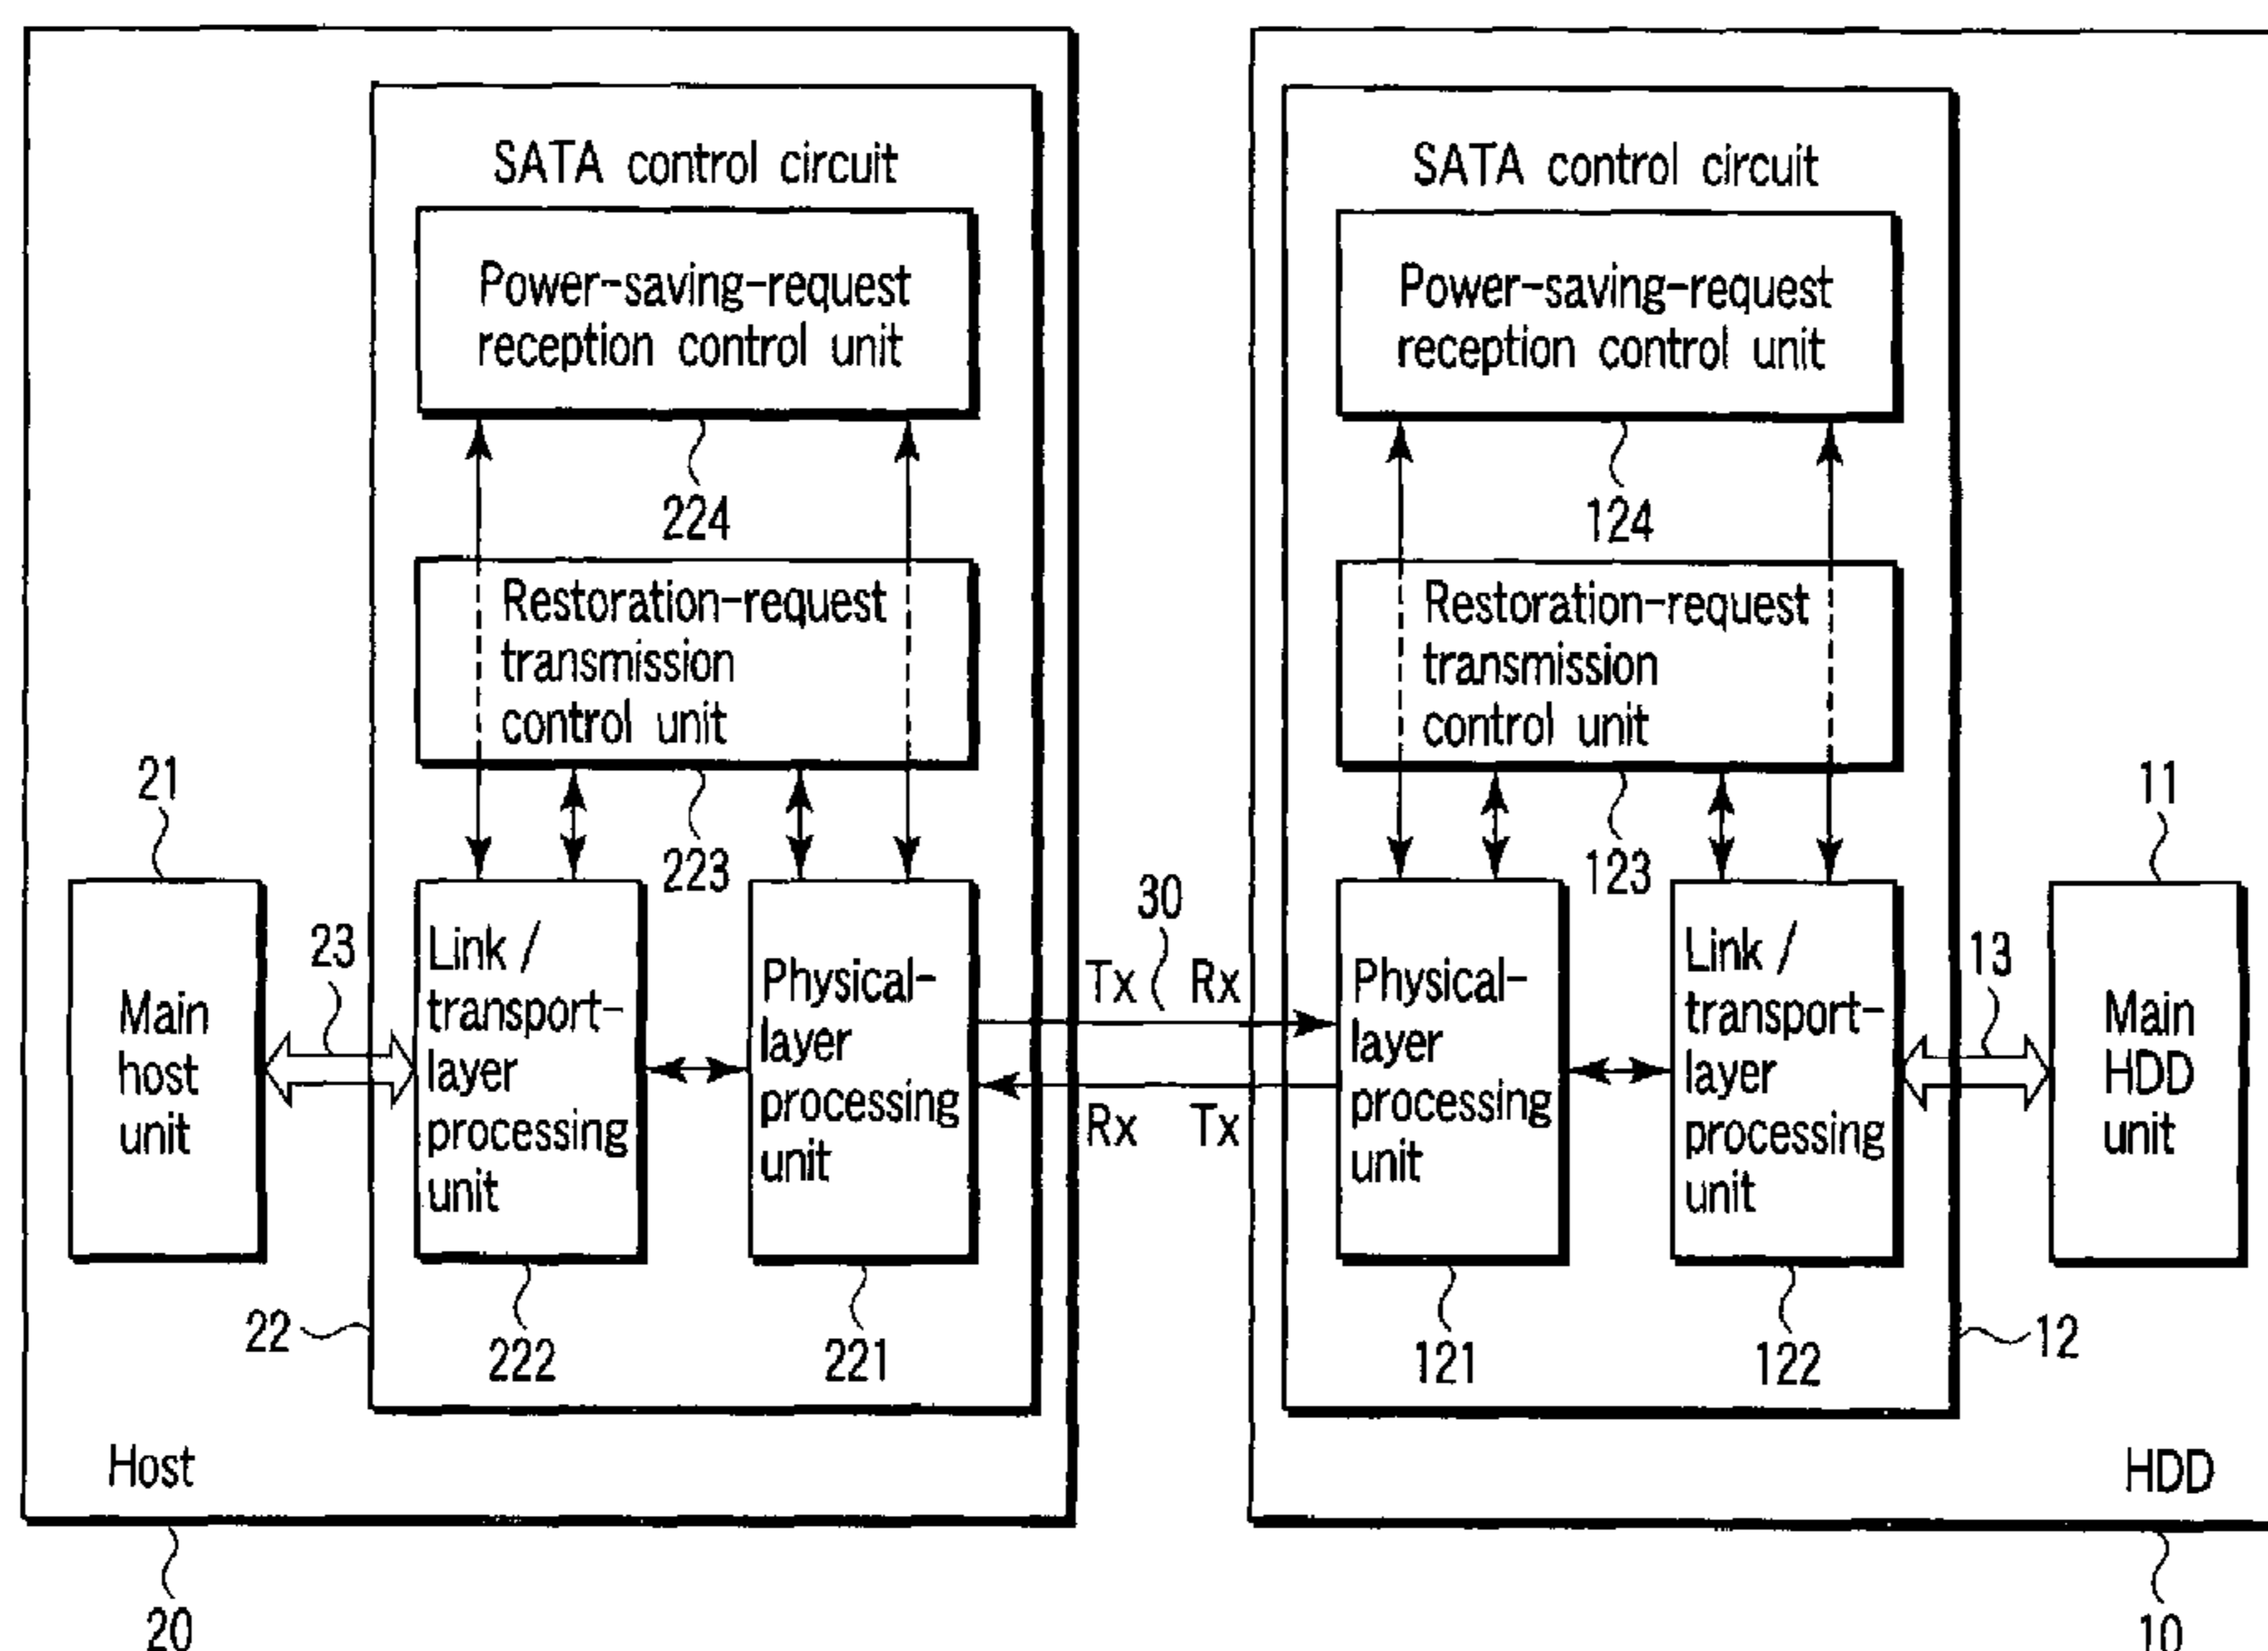 SATA control circuit
Power-saving-request
reception control unit
224
Restoration-request
transmission
control unit
223
21
Main
host
unit
23
Link /
transport-
layer
processing
unit
222
Physical-
layer
processing
unit
221
22
Host
20
30
Tx Rx
Rx Tx
SATA control circuit
Power-saving-request
reception control unit
124
Restoration-request
transmission
control unit
123
Physical-
layer
processing
unit
121
Link /
transport-
layer
processing
unit
122
13
11
Main
HDD
unit
12
HDD
10